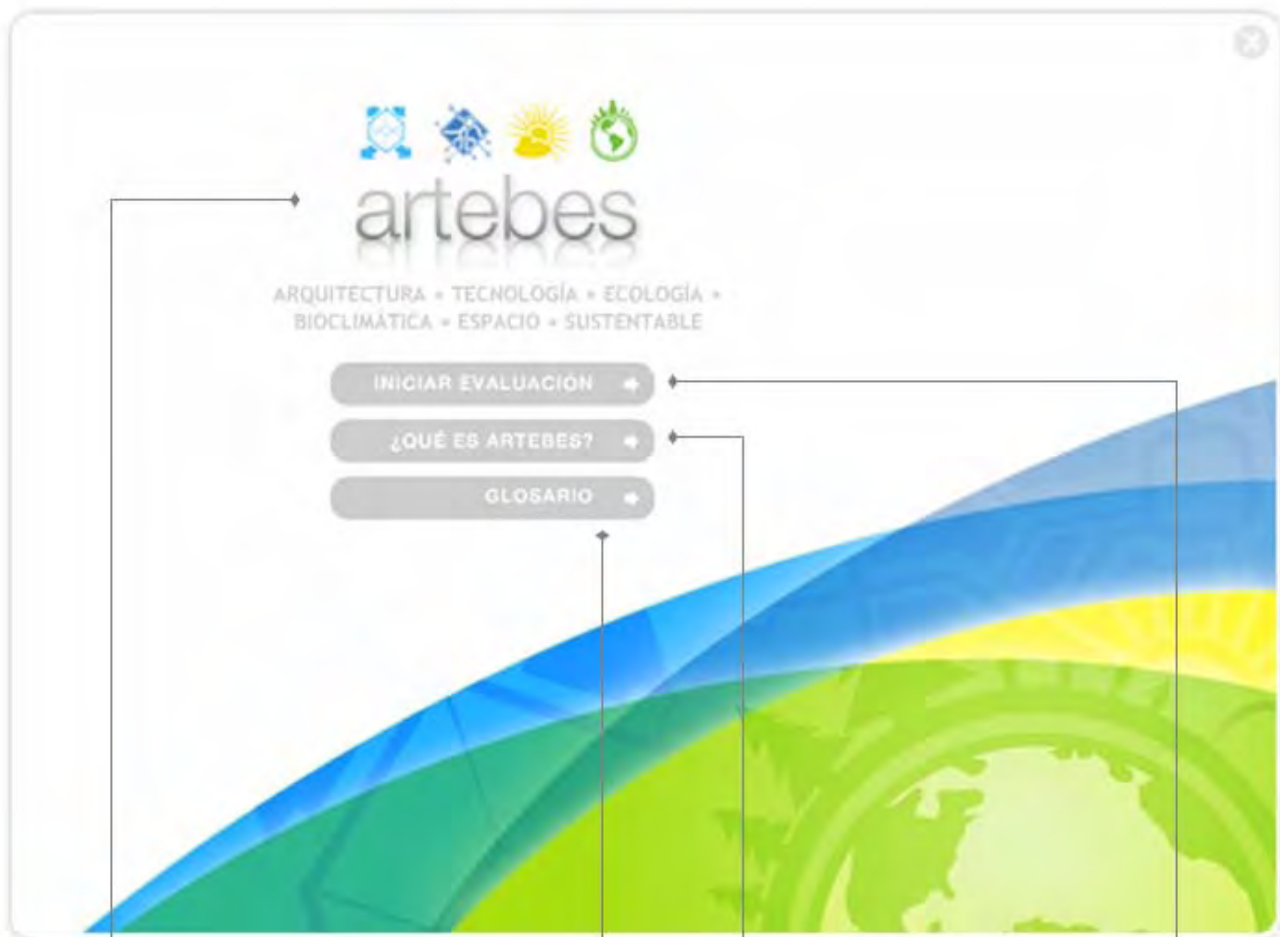 artebes
ARQUITECTURA • TECNOLOGÍA • ECOLOGÍA •
BIOCLIMÁTICA • ESPACIO • SUSTENTABLE
INICIAR EVALUACIÓN
¿QUÉ ES ARTEBES?
GLOSARIO